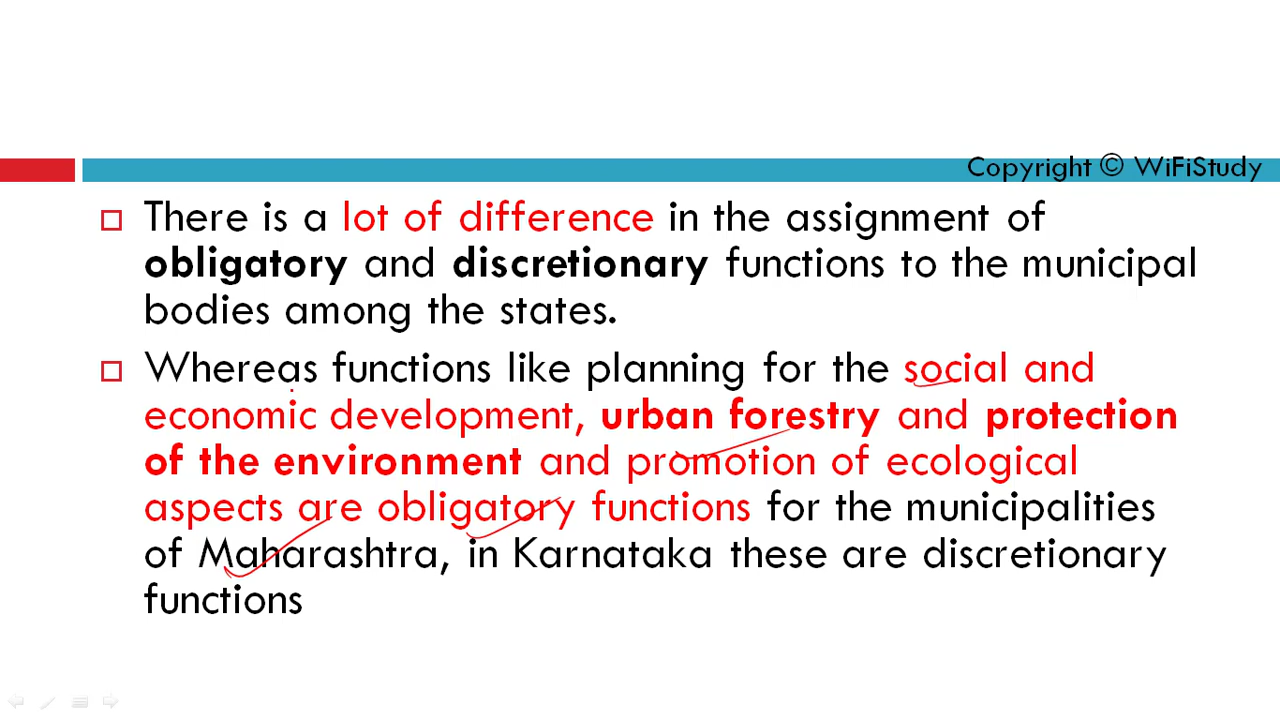 Copyright © WiFiStudy
There is a lot of difference in the assignment of
obligatory and discretionary functions to the municipal
bodies among the states.
Whereas functions like planning for the social and
economic development, urban forestry and protection
of the environment and promotion of ecological
aspects are obligatory functions for the municipalities
of Maharashtra, in Karnataka these are discretionary
functions